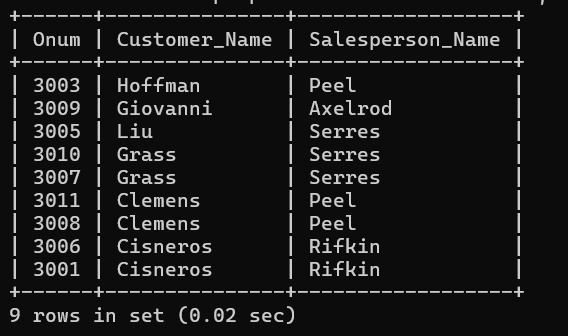 +------+---------------+------------------+
| Onum | Customer_Name | Salesperson_Name |
+------+---------------+------------------+
| 3003 | Hoffman       | Peel             |
| 3009 | Giovanni      | Axelrod          |
| 3005 | Liu           | Serres           |
| 3010 | Grass         | Serres           |
| 3007 | Grass         | Serres           |
| 3011 | Clemens       | Peel             |
| 3008 | Clemens       | Peel             |
| 3006 | Cisneros      | Rifkin           |
| 3001 | Cisneros      | Rifkin           |
+------+---------------+------------------+
9 rows in set (0.02 sec)